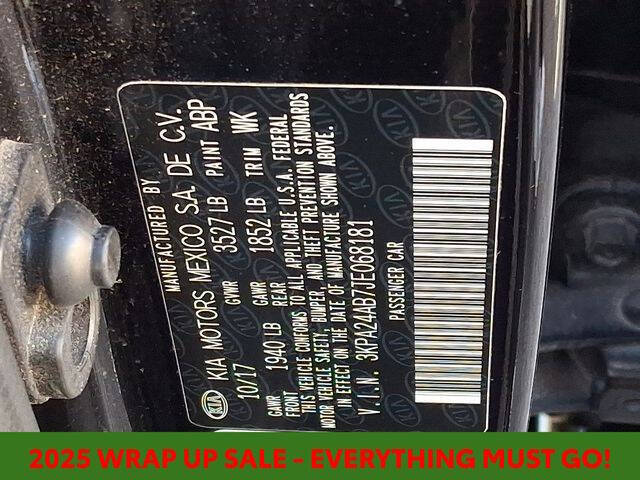 MANUFACTURED BY
KIA KIA MOTORS MEXICO S.A DE C.V.
10/17 GVWR 3527 LB PAINT ABP
GAWR FRONT 1940 LB GAWR REAR 1852 LB TRIM WK
THIS VEHICLE CONFORMS TO ALL APPLICABLE U.S.A. FEDERAL
MOTOR VEHICLE SAFETY, BUMPER, AND THEFT PREVENTION STANDARDS
IN EFFECT ON THE DATE OF MANUFACTURE SHOWN ABOVE.
V.I.N. 3KPA24AB7JE068181
PASSENGER CAR
2025 WRAP UP SALE - EVERYTHING MUST GO!